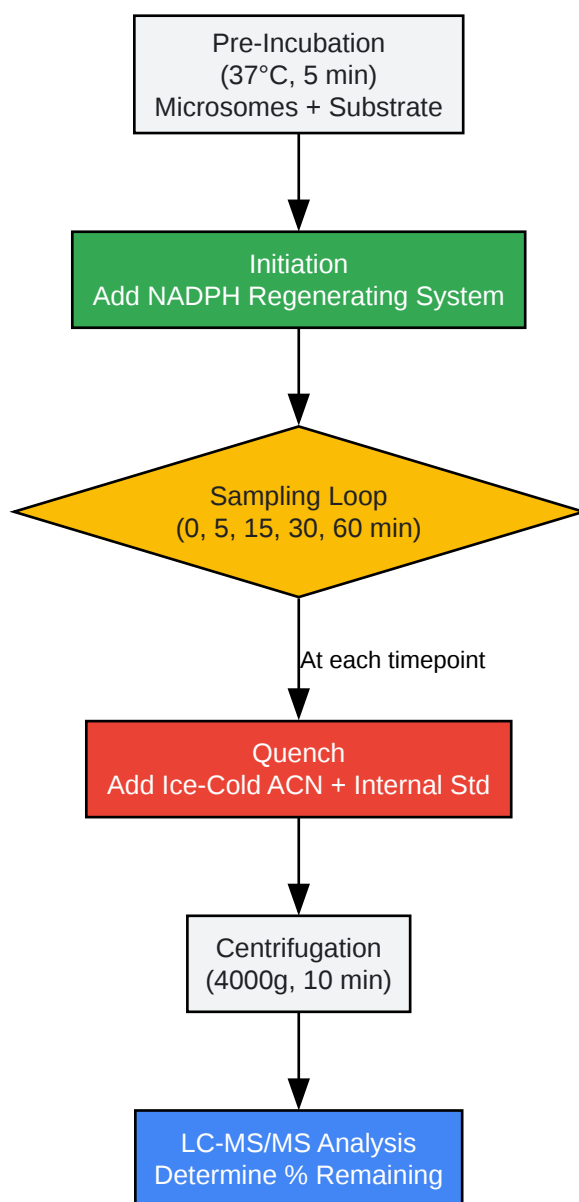 Pre-Incubation
(37°C, 5 min)
Microsomes + Substrate
Initiation
Add NADPH Regenerating System
Sampling Loop
(0, 5, 15, 30, 60 min)
At each timepoint
Quench
Add Ice-Cold ACN + Internal Std
Centrifugation
(4000g, 10 min)
LC-MS/MS Analysis
Determine % Remaining